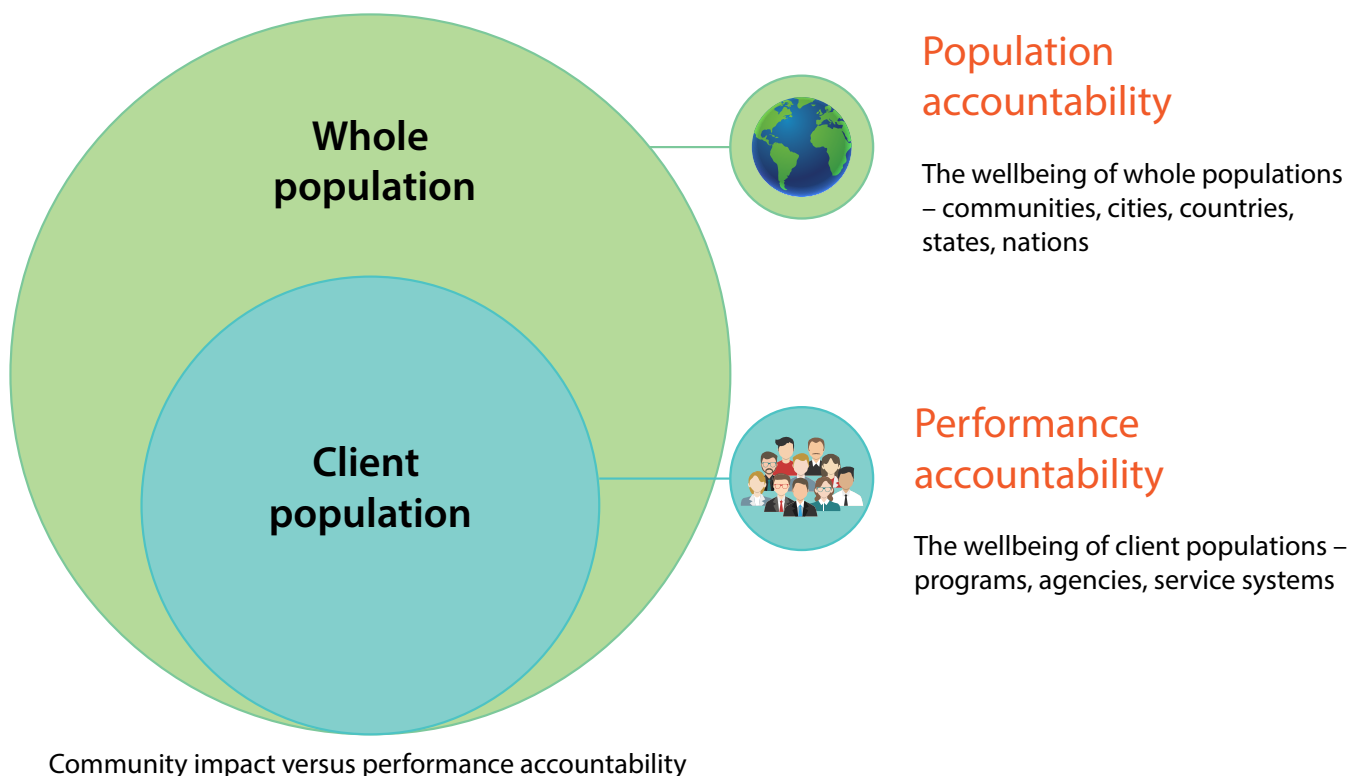 Whole
population
Population
accountability
The wellbeing of whole populations
– communities, cities, countries,
states, nations
Client
population
Performance
accountability
The wellbeing of client populations –
programs, agencies, service systems
Community impact versus performance accountability